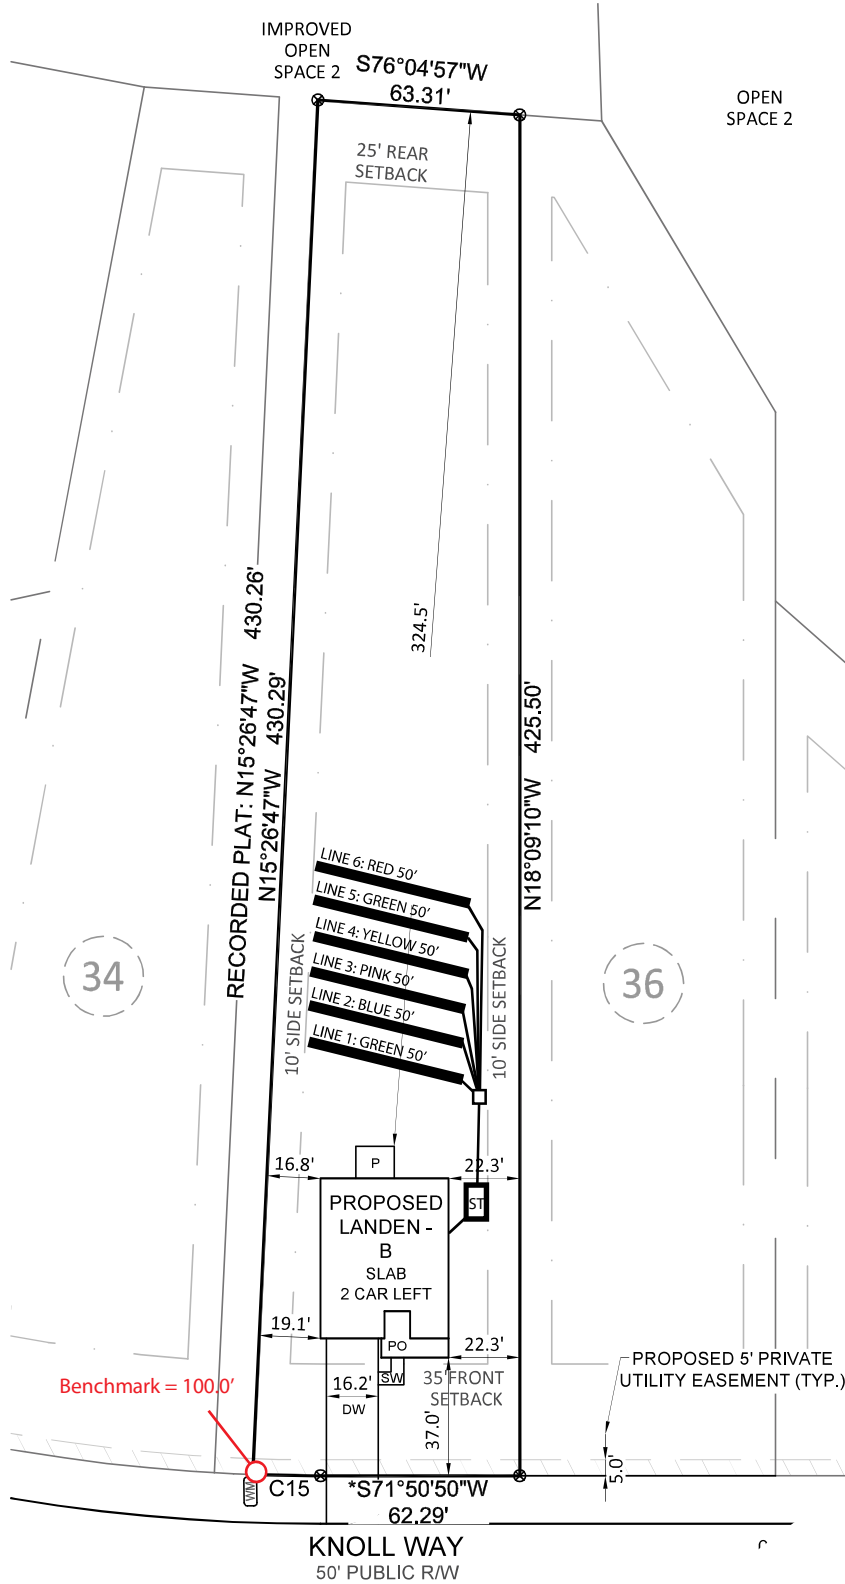 IMPROVED
OPEN
SPACE 2
S76°04'57"W
63.31'
OPEN
SPACE 2
25' REAR
SETBACK
324.5'
RECORDED PLAT: N15°26'47"W 430.26'
N15°26'47"W 430.29'
N18°09'10"W 425.50'
LINE 6: RED 50'
LINE 5: GREEN 50'
LINE 4: YELLOW 50'
LINE 3: PINK 50'
LINE 2: BLUE 50'
LINE 1: GREEN 50'
34
36
10' SIDE SETBACK
10' SIDE SETBACK
P
16.8'
22.3'
PROPOSED
LANDEN -
B
SLAB
2 CAR LEFT
ST
19.1'
PO
22.3'
SW
16.2'
DW
35' FRONT
SETBACK
37.0'
PROPOSED 5' PRIVATE
UTILITY EASEMENT (TYP.)
5.0'
Benchmark = 100.0'
WM
C15
*S71°50'50"W
62.29'
KNOLL WAY
50' PUBLIC R/W